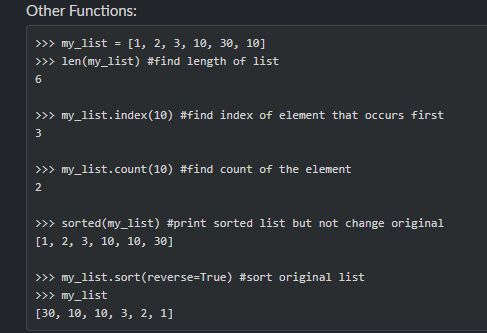 Other Functions:
>>> my_list = [1, 2, 3, 10, 30, 10]
>>> len(my_list) #find length of list
6
>>> my_list.index(10) #find index of element that occurs first
3
>>> my_list.count(10) #find count of the element
2
>>> sorted(my_list) #print sorted list but not change original
[1, 2, 3, 10, 10, 30]
>>> my_list.sort(reverse=True) #sort original list
>>> my_list
[30, 10, 10, 3, 2, 1]